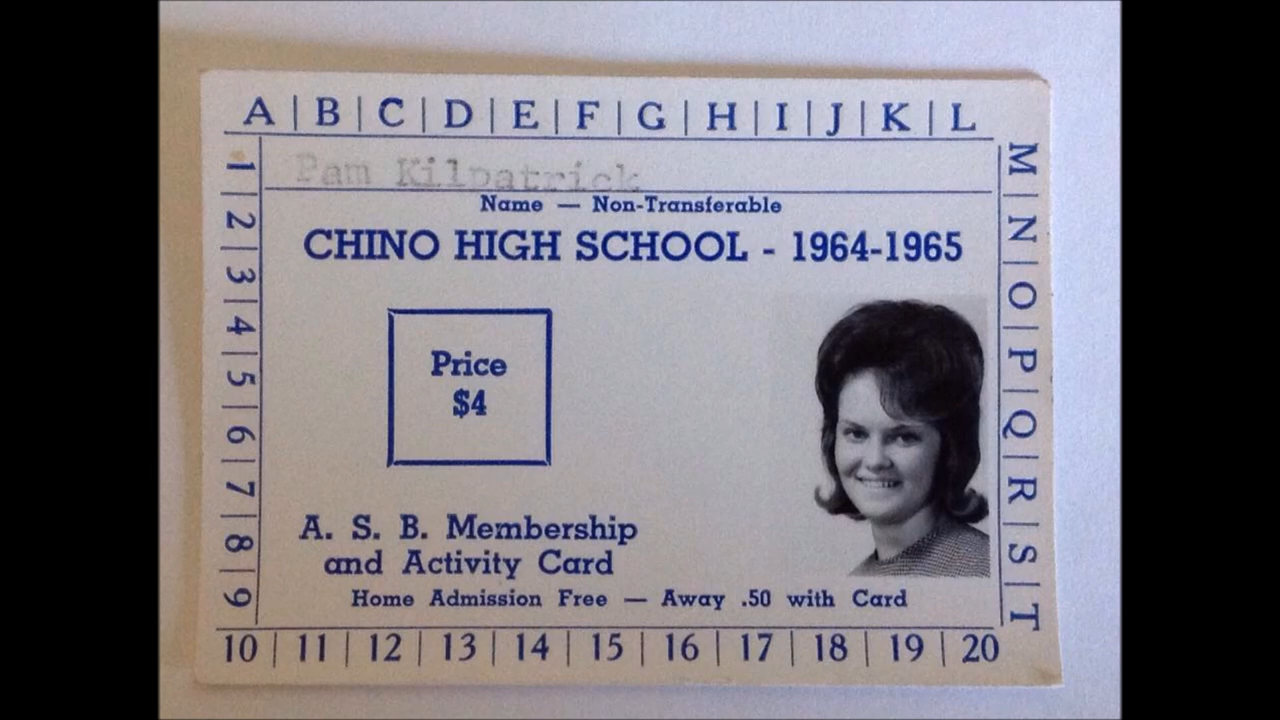 A | B | C | D | E | F | G | H | I | J | K | L
Pam Kilpatrick
Name — Non-Transferable
CHINO HIGH SCHOOL - 1964-1965
Price
$4
A. S. B. Membership
and Activity Card
Home Admission Free — Away .50 with Card
1 | 2 | 3 | 4 | 5 | 6 | 7 | 8 | 9
M | N | O | P | Q | R | S | T
10 | 11 | 12 | 13 | 14 | 15 | 16 | 17 | 18 | 19 | 20